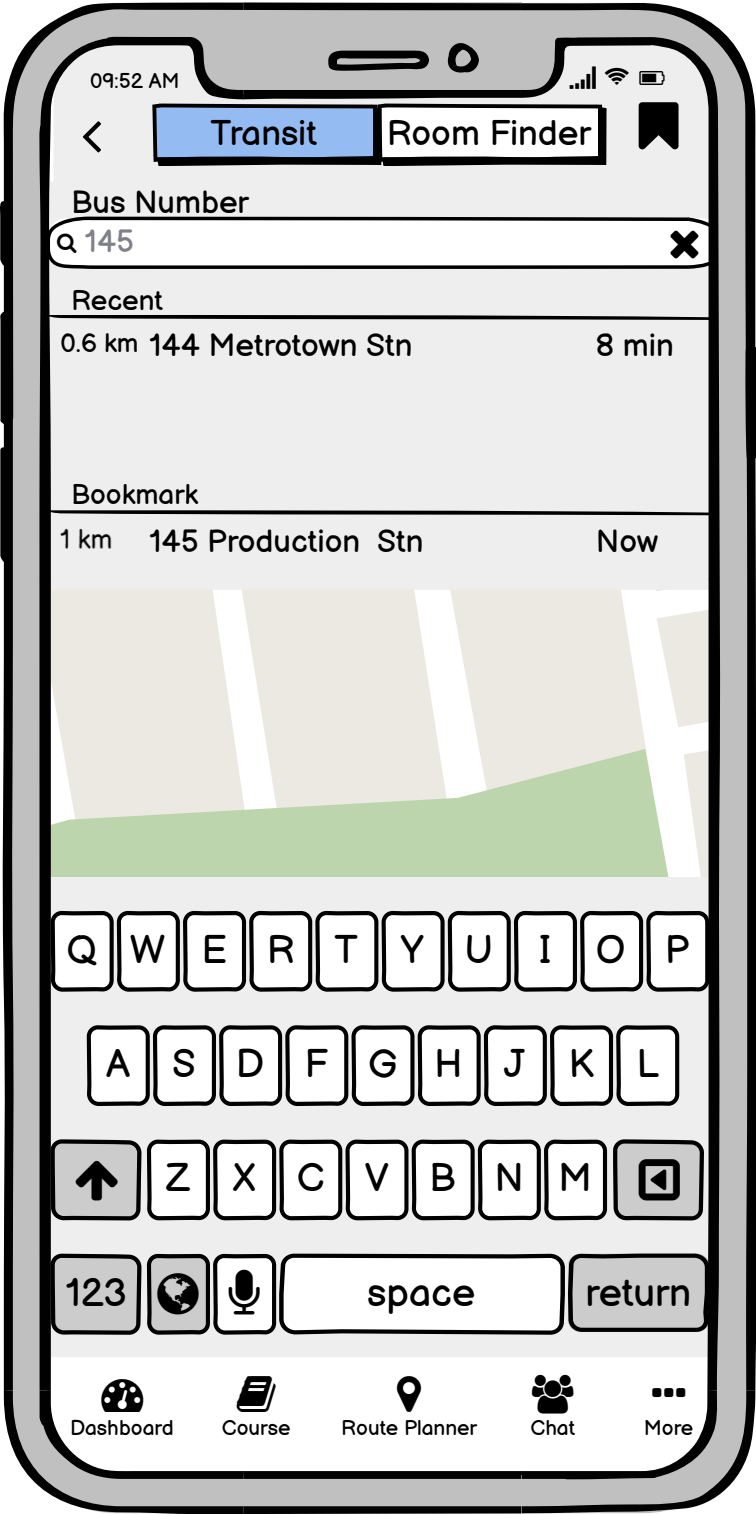 09:52 AM
Transit Room Finder
Bus Number
145
Recent
0.6 km 144 Metrotown Stn 8 min
Bookmark
1 km 145 Production Stn Now
Q W E R T Y U I O P
A S D F G H J K L
Z X C V B N M
123 space return
Dashboard Course Route Planner Chat More